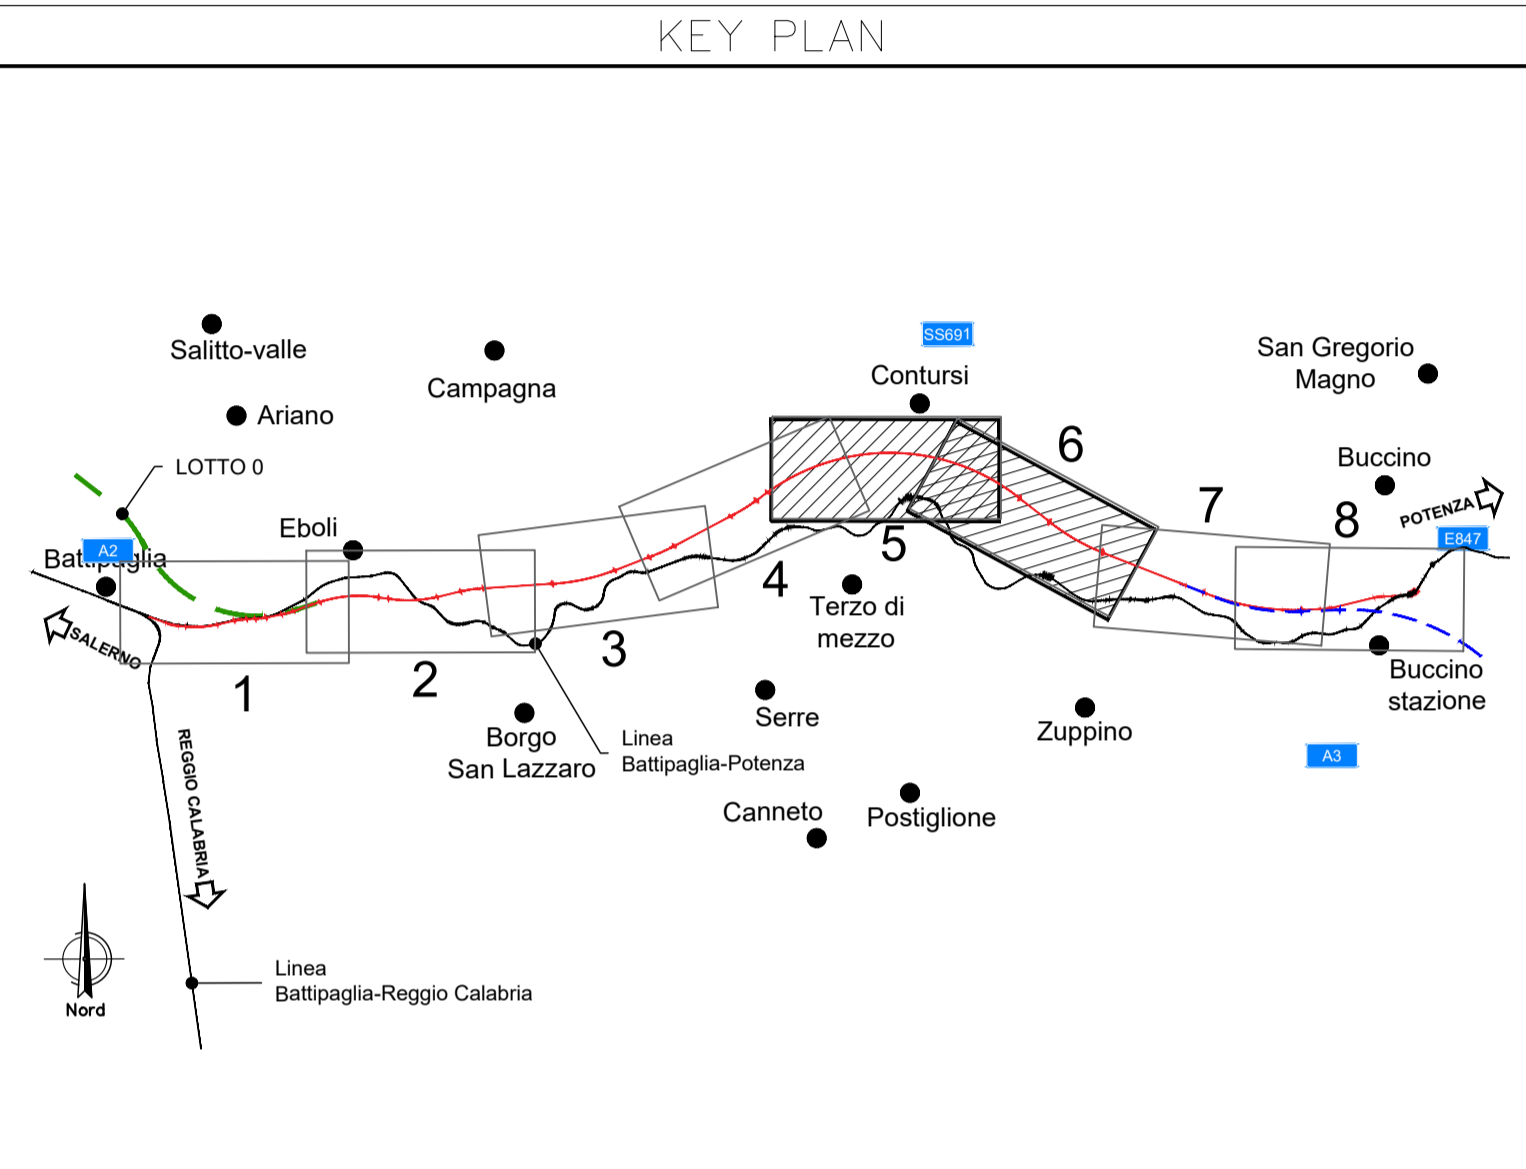 KEY PLAN
SS691
Salitto-valle
Campagna
Contursi
San Gregorio
Magno
Ariano
LOTTO 0
6
Buccino
7
8
POTENZA
Eboli
A2
Battipaglia
5
E847
4
Terzo di
mezzo
SALERNO
1
2
3
Buccino
stazione
Serre
Borgo
San Lazzaro
Linea
Battipaglia-Potenza
Zuppino
A3
REGGIO CALABRIA
Canneto
Postiglione
Linea
Battipaglia-Reggio Calabria
Nord